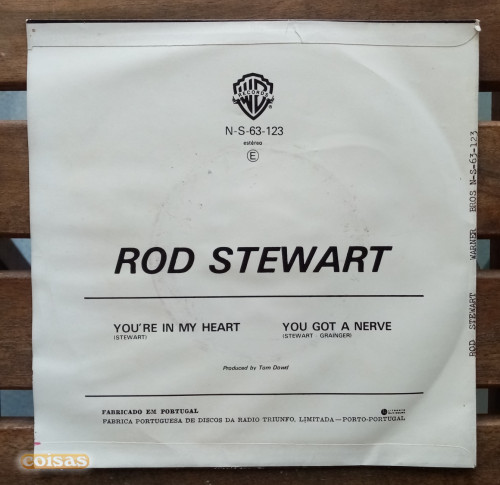 RECORDS
N-S-63-123
estéreo
E
ROD STEWART
YOU'RE IN MY HEART
(STEWART)
YOU GOT A NERVE
(STEWART GRAINGER)
Produced by Tom Dowd
FABRICADO EM PORTUGAL
FABRICA PORTUGUESA DE DISCOS DA RADIO TRIUNFO, LIMITADA—PORTO-PORTUGAL
ROD STEWART WARNER BROS N-S-63-123
coisas